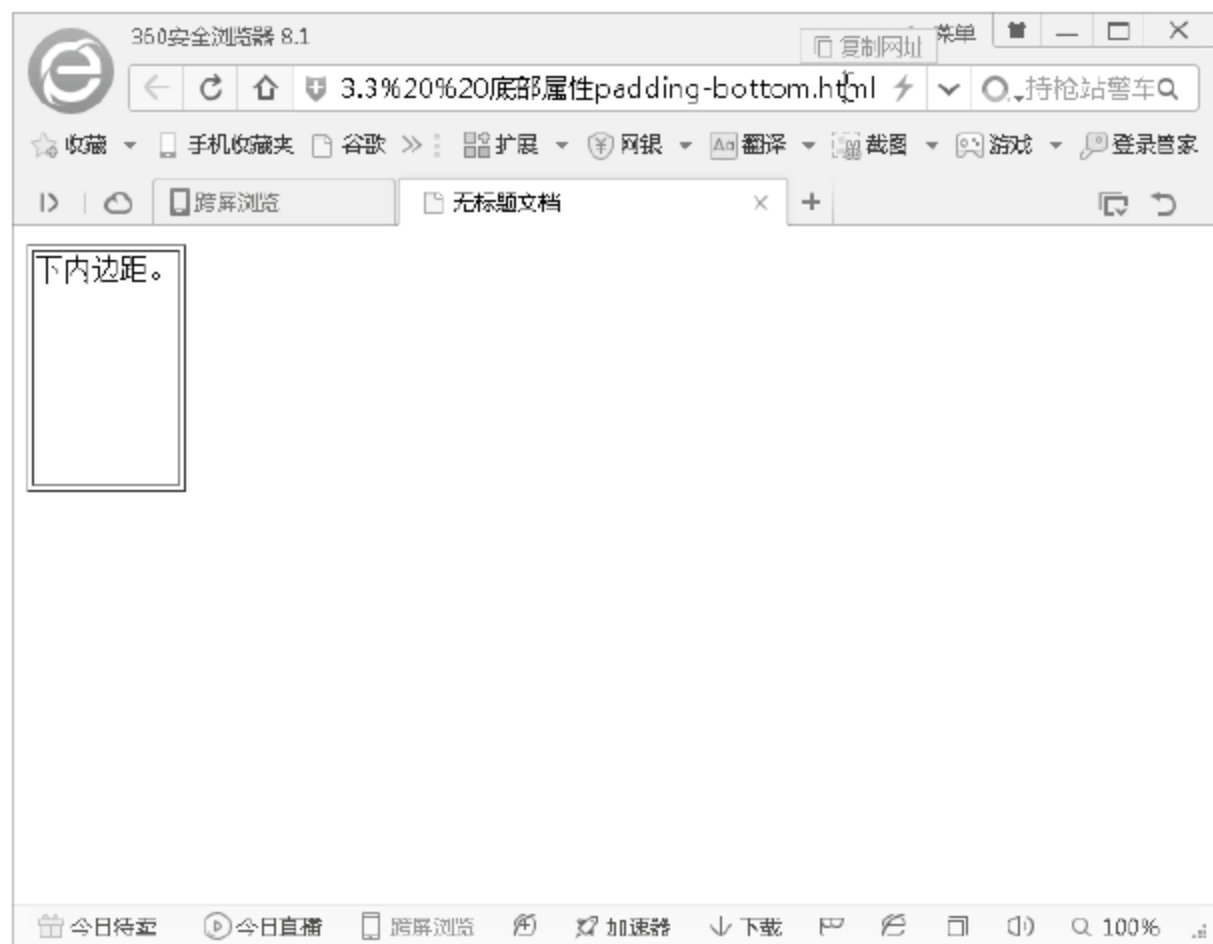 360安全浏览器 8.1
复制网址 菜单
3.3%20%20底部属性padding-bottom.html 持枪站警车
收藏 手机收藏夹 谷歌 扩展 ¥ 网银 Aa 翻译 截图 游戏 登录管家
跨屏浏览 无标题文档
下内边距。
今日特卖 今日直播 跨屏浏览 加速器 下载 100%